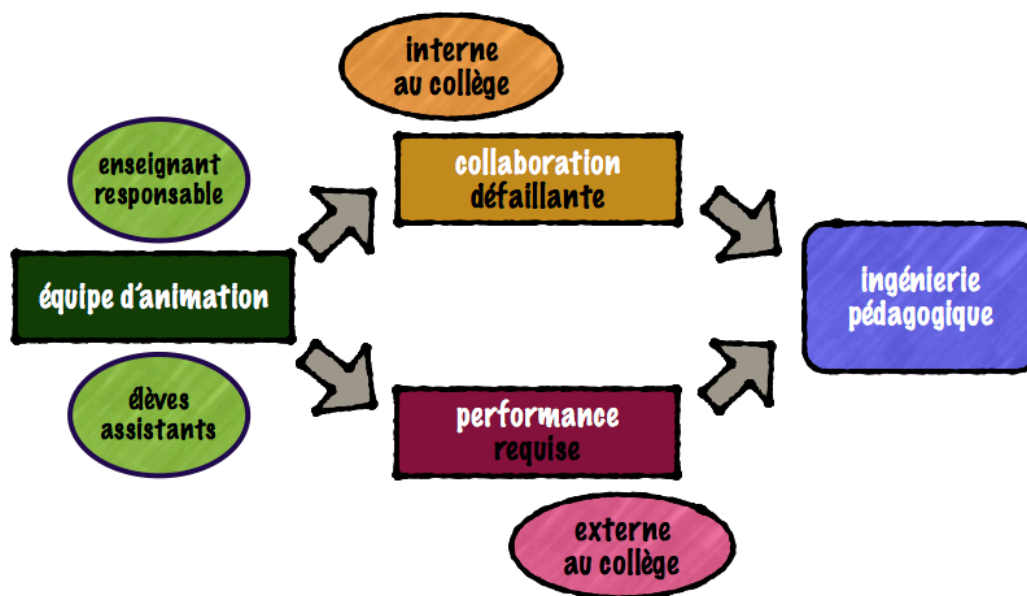 interne
au collège
enseignant
responsable
collaboration
défaillante
équipe d'animation
ingénierie
pédagogique
élèves
assistants
performance
requise
externe
au collège